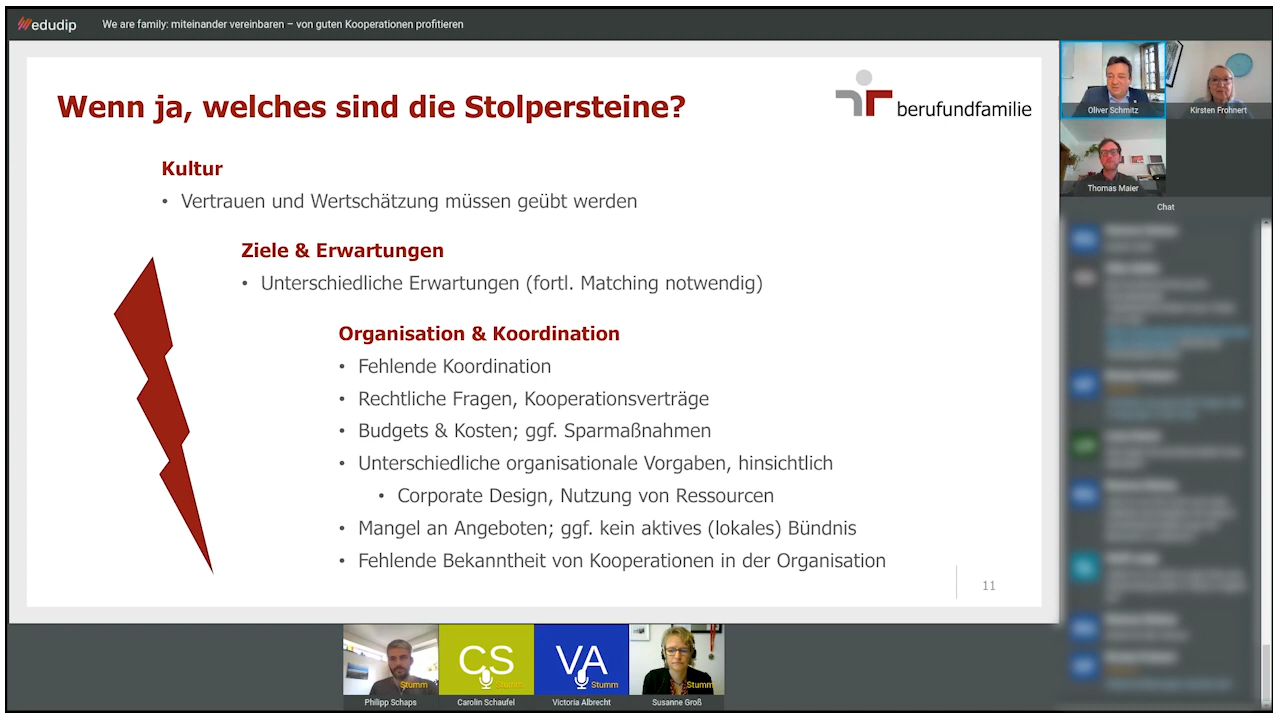 edudip
We are family: miteinander vereinbaren – von guten Kooperationen profitieren
Wenn ja, welches sind die Stolpersteine?
berufundfamilie
Kultur
• Vertrauen und Wertschätzung müssen geübt werden
Ziele & Erwartungen
• Unterschiedliche Erwartungen (fortl. Matching notwendig)
Organisation & Koordination
• Fehlende Koordination
• Rechtliche Fragen, Kooperationsverträge
• Budgets & Kosten; ggf. Sparmaßnahmen
• Unterschiedliche organisationale Vorgaben, hinsichtlich
• Corporate Design, Nutzung von Ressourcen
• Mangel an Angeboten; ggf. kein aktives (lokales) Bündnis
• Fehlende Bekanntheit von Kooperationen in der Organisation
11
Oliver Schmitz
Kirsten Frohnert
Thomas Maier
Chat
Stumm
CS
Stumm
VA
Stumm
Stumm
Philipp Schaps
Carolin Schaufel
Victoria Albrecht
Susanne Groß